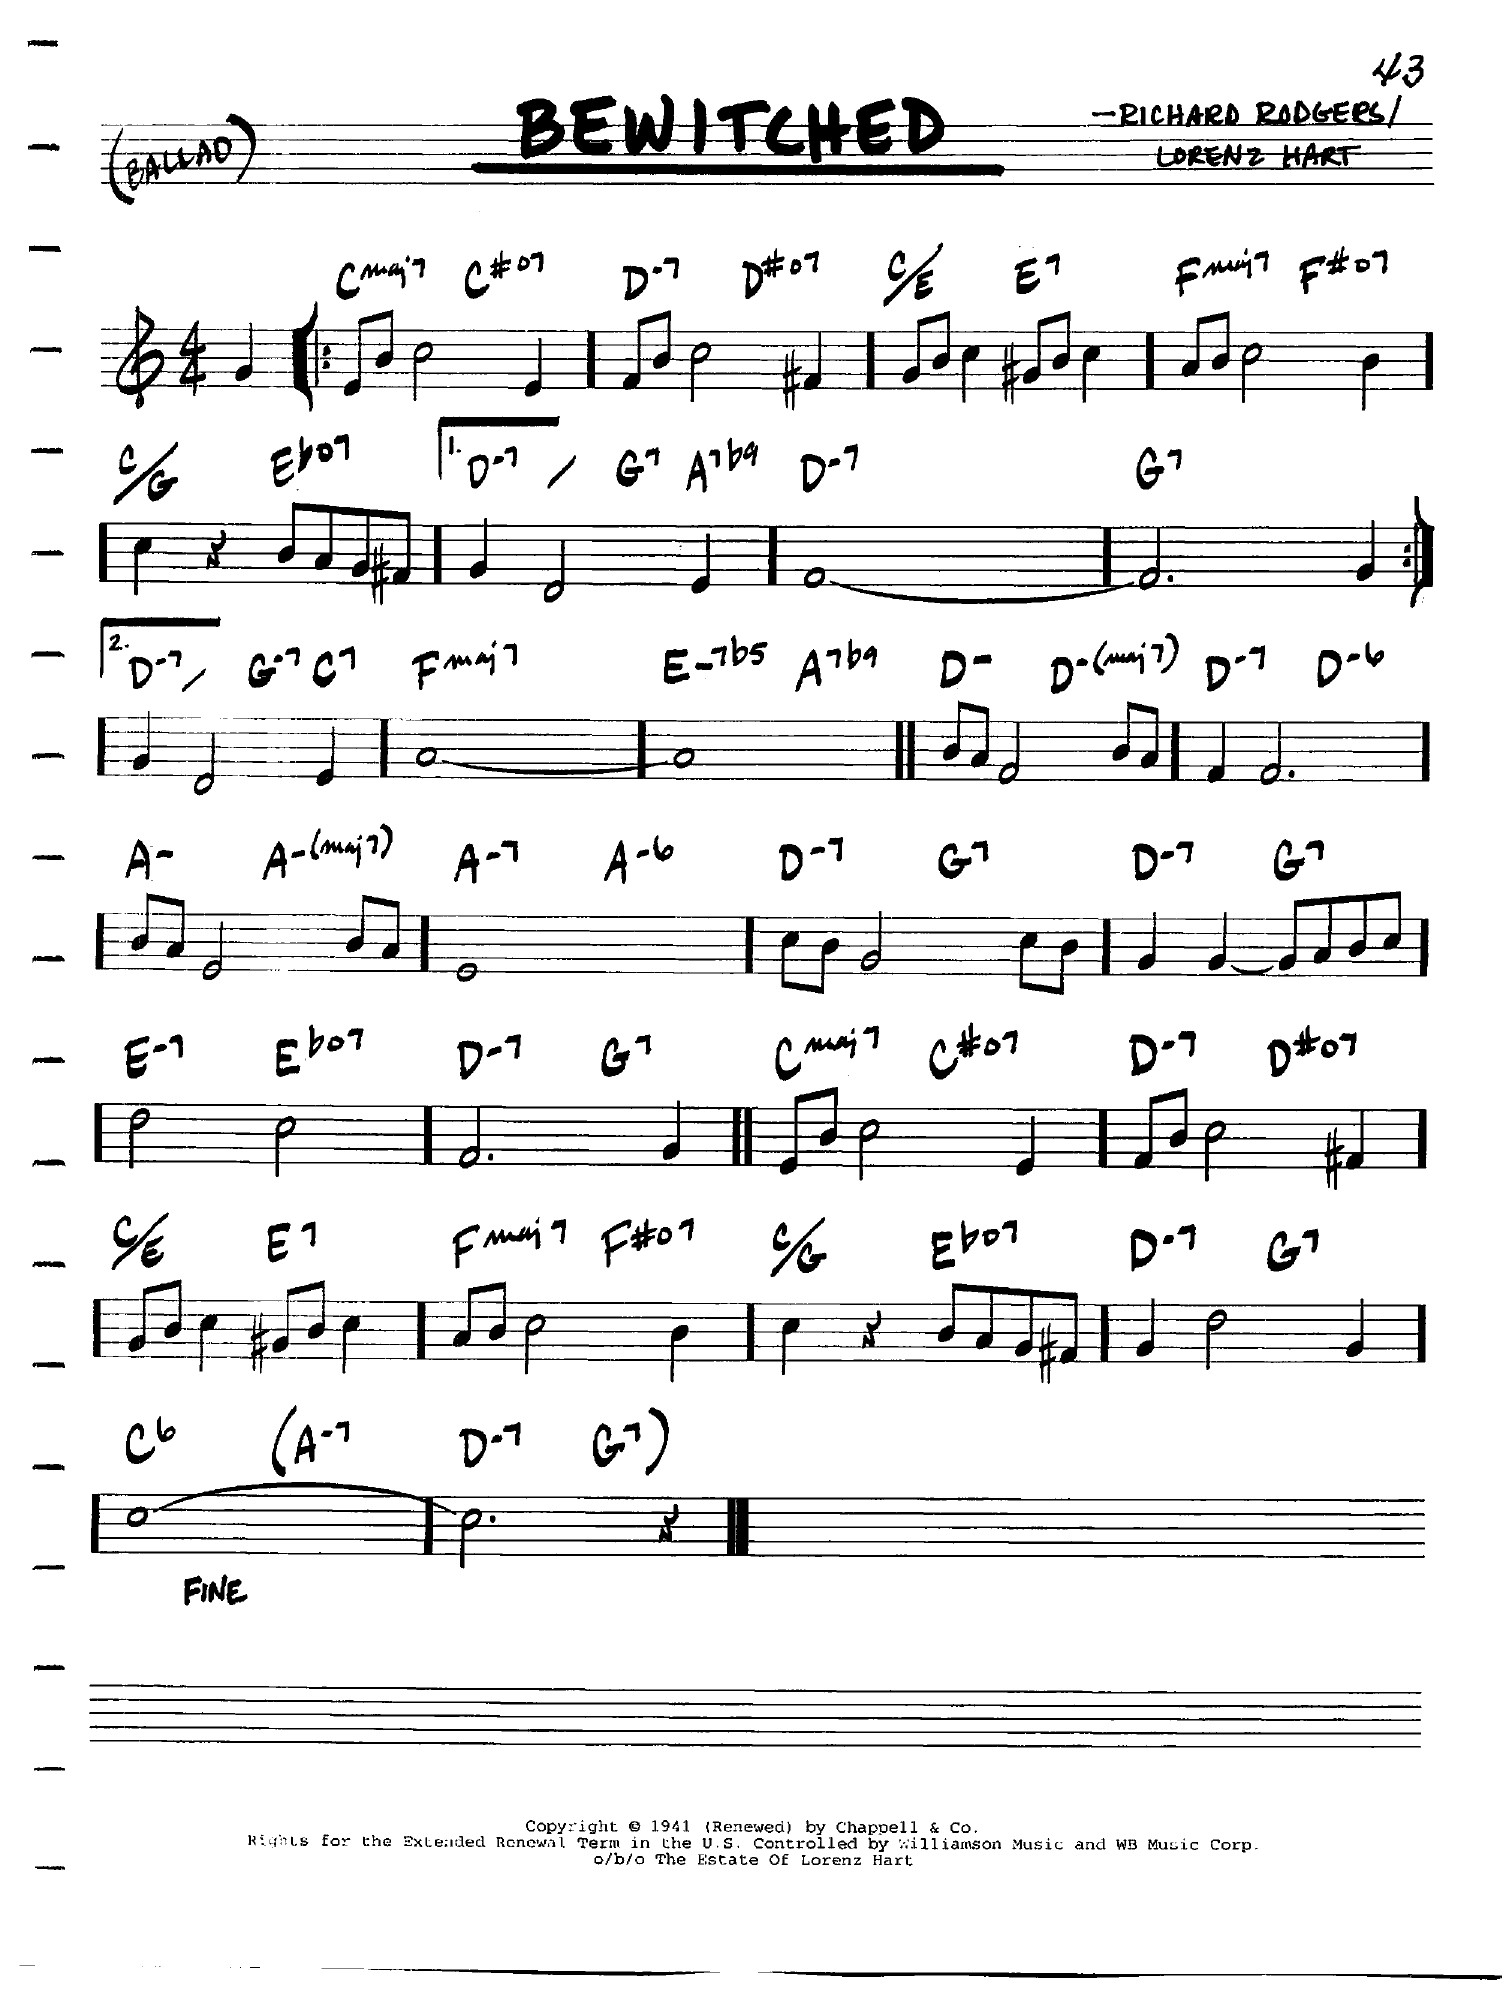 43
BEWITCHED
—RICHARD RODGERS/
(BALLAD)
LORENZ HART
Cmaj7 C#o7 D-7 D#o7 C/E E7 Fmaj7 F#o7
4/4
C/G Ebo7 1. D-7 / G7 A7b9 D-7 G7
2. D-7 / G-7 C7 Fmaj7 E-7b5 A7b9 D- D-(maj7) D-7 D-6
A- A-(maj7) A-7 A-6 D-7 G7 D-7 G7
E-7 Ebo7 D-7 G7 Cmaj7 C#o7 D-7 D#o7
C/E E7 Fmaj7 F#o7 C/G Ebo7 D-7 G7
C6 (A-7 D-7 G7)
FINE
Copyright © 1941 (Renewed) by Chappell & Co.
Rights for the Extended Renewal Term in the U.S. Controlled by Williamson Music and WB Music Corp.
o/b/o The Estate Of Lorenz Hart